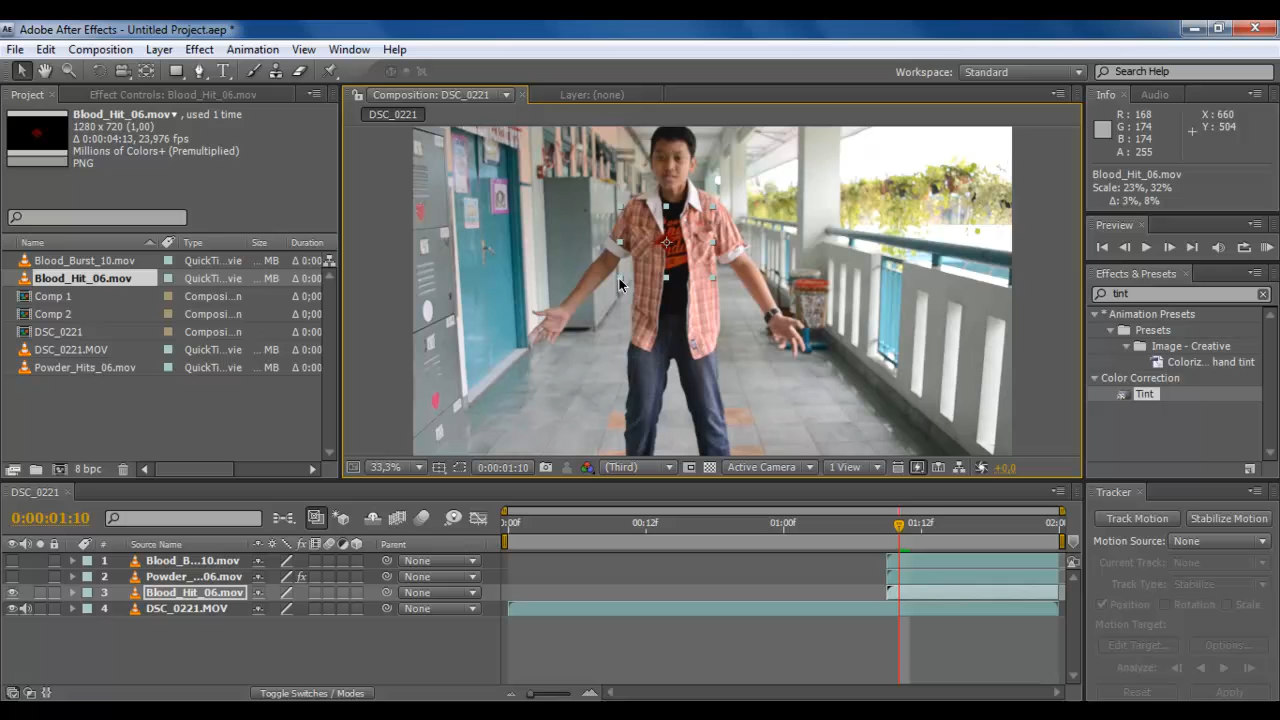 Adobe After Effects - Untitled Project.aep *
File Edit Composition Layer Effect Animation View Window Help
Workspace: Standard Search Help
Project Effect Controls: Blood_Hit_06.mov
Composition: DSC_0221 Layer: (none)
Info Audio
Blood_Hit_06.mov▾ , used 1 time
1280 x 720 (1,00)
Δ 0:00:04:13, 23,976 fps
Millions of Colors+ (Premultiplied)
PNG
DSC_0221
R: 168 X: 660
G: 174 Y: 504
B: 174
A: 255
Blood_Hit_06.mov
Scale: 23%, 32%
Δ: 3%, 8%
Preview
Name Type Size Duration
Blood_Burst_10.mov QuickTi...vie ... MB Δ 0;00
Blood_Hit_06.mov QuickTi...vie ... MB Δ 0:00
Comp 1 Composi...n Δ 0;00
Comp 2 Composi...n Δ 0;00
DSC_0221 Composi...n Δ 0;00
DSC_0221.MOV QuickTi...vie ... MB Δ 0:00
Powder_Hits_06.mov QuickTi...vie ... MB Δ 0:00
8 bpc
Effects & Presets
tint
* Animation Presets
Presets
Image - Creative
Coloriz... hand tint
Color Correction
Tint
33,3% 0:00:01:10 (Third) Active Camera 1 View +0,0
DSC_0221
0:00:01:10
:00f 00:12f 01:00f 01:12f 02:0
# Source Name Parent
1 Blood_B...10.mov None
2 Powder_...06.mov None
3 Blood_Hit_06.mov None
4 DSC_0221.MOV None
Toggle Switches / Modes
Tracker
Track Motion Stabilize Motion
Motion Source: None
Current Track: None
Track Type: Stabilize
Position Rotation Scale
Motion Target:
Edit Target... Options...
Analyze:
Reset Apply